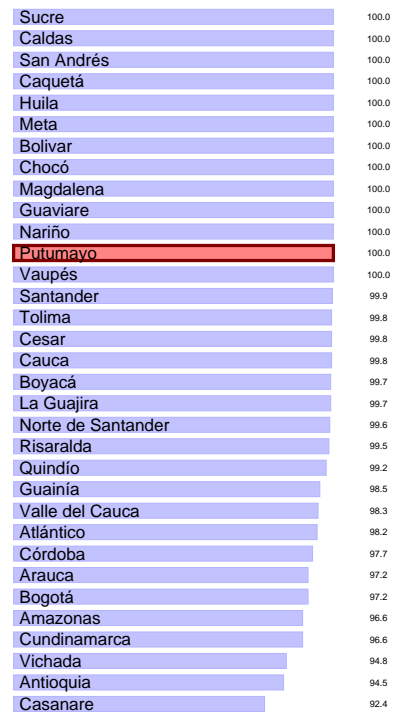 Sucre 100.0
Caldas 100.0
San Andrés 100.0
Caquetá 100.0
Huila 100.0
Meta 100.0
Bolivar 100.0
Chocó 100.0
Magdalena 100.0
Guaviare 100.0
Nariño 100.0
Putumayo 100.0
Vaupés 100.0
Santander 99.9
Tolima 99.8
Cesar 99.8
Cauca 99.8
Boyacá 99.7
La Guajira 99.7
Norte de Santander 99.6
Risaralda 99.5
Quindío 99.2
Guainía 98.5
Valle del Cauca 98.3
Atlántico 98.2
Córdoba 97.7
Arauca 97.2
Bogotá 97.2
Amazonas 96.6
Cundinamarca 96.6
Vichada 94.8
Antioquia 94.5
Casanare 92.4